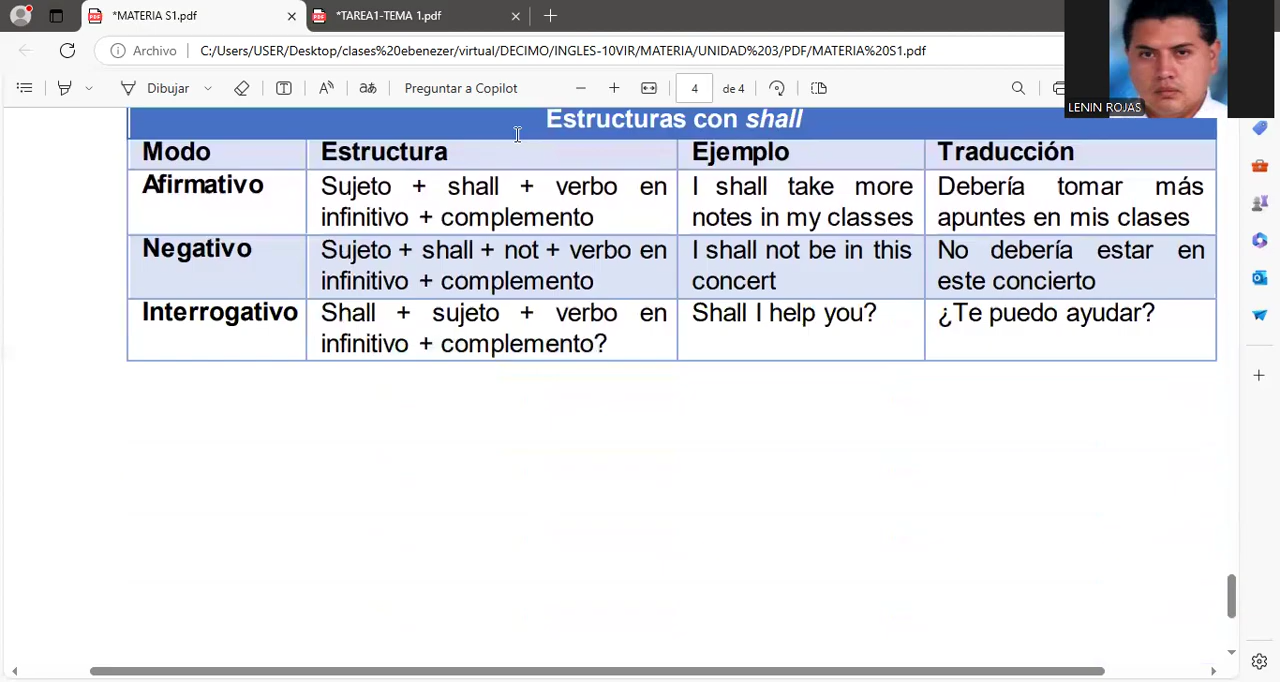 *MATERIA S1.pdf
*TAREA1-TEMA 1.pdf
Archivo C:/Users/USER/Desktop/clases%20ebenezer/virtual/DECIMO/INGLES-10VIR/MATERIA/UNIDAD%203/PDF/MATERIA%20S1.pdf
Dibujar Preguntar a Copilot 4 de 4
LENIN ROJAS
Estructuras con shall
Modo Estructura Ejemplo Traducción
Afirmativo Sujeto + shall + verbo en I shall take more Debería tomar más
infinitivo + complemento notes in my classes apuntes en mis clases
Negativo Sujeto + shall + not + verbo en I shall not be in this No debería estar en
infinitivo + complemento concert este concierto
Interrogativo Shall + sujeto + verbo en Shall I help you? ¿Te puedo ayudar?
infinitivo + complemento?